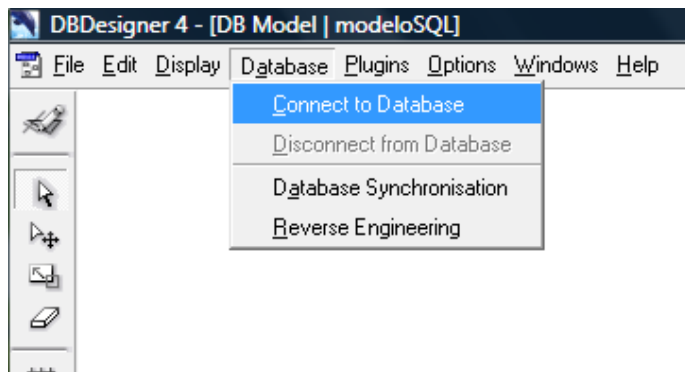 DBDesigner 4 - [DB Model | modeloSQL]
File Edit Display Database Plugins Options Windows Help
Connect to Database
Disconnect from Database
Database Synchronisation
Reverse Engineering